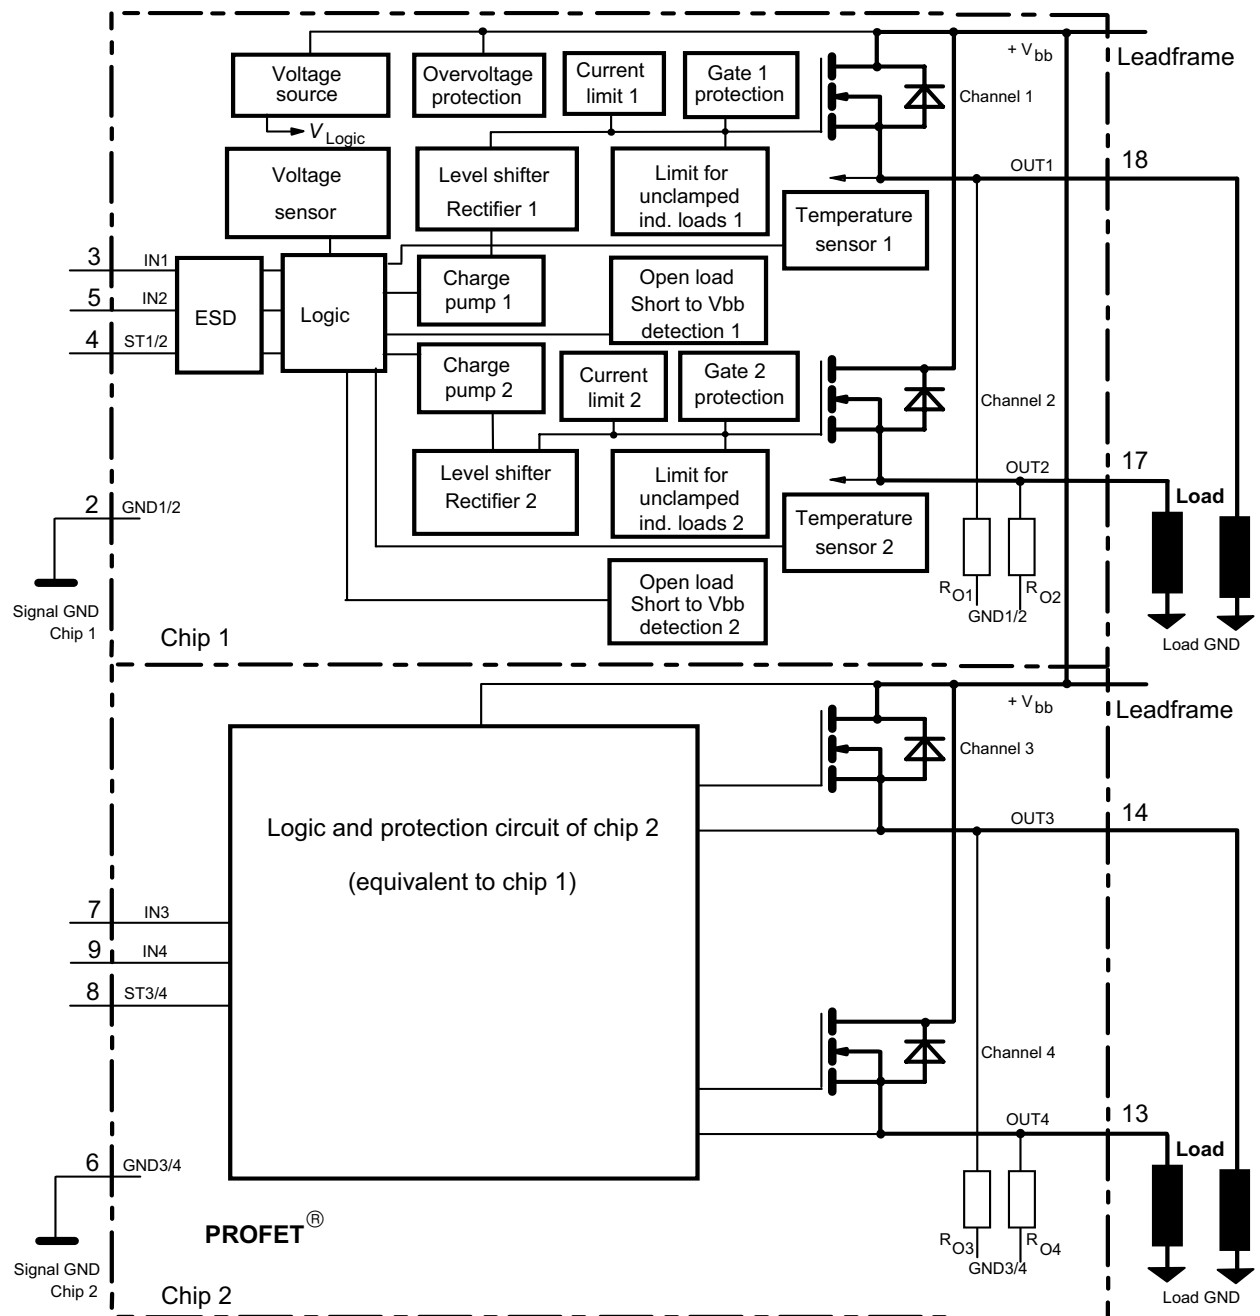 + Vbb
Leadframe
Voltage
source
Overvoltage
protection
Current
limit 1
Gate 1
protection
Channel 1
VLogic
Voltage
sensor
Level shifter
Rectifier 1
Limit for
unclamped
ind. loads 1
OUT1
18
Temperature
sensor 1
3
IN1
5
IN2
4
ST1/2
ESD
Logic
Charge
pump 1
Open load
Short to Vbb
detection 1
Charge
pump 2
Current
limit 2
Gate 2
protection
Channel 2
Level shifter
Rectifier 2
Limit for
unclamped
ind. loads 2
OUT2
17
Load
2
GND1/2
Temperature
sensor 2
Signal GND
Chip 1
Open load
Short to Vbb
detection 2
RO1
RO2
GND1/2
Load GND
Chip 1
+ Vbb
Leadframe
Channel 3
Logic and protection circuit of chip 2
(equivalent to chip 1)
OUT3
14
7
IN3
9
IN4
8
ST3/4
Channel 4
OUT4
13
Load
6
GND3/4
PROFET®
RO3
RO4
GND3/4
Signal GND
Chip 2
Load GND
Chip 2